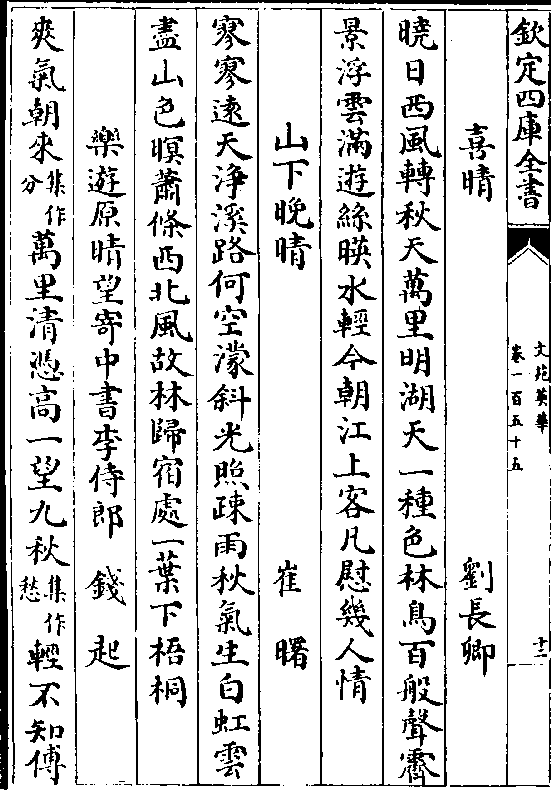 欽定四庫全書
文苑英華
卷一百五十五
十二
喜晴 劉長卿
曉日西風轉秋天萬里明湖天一種色林鳥百般聲霽
景浮雲滿遊絲暎水輕今朝江上客凡慰幾人情
山下晚晴 崔曙
寥寥遠天浄溪路何空濛斜光照疎雨秋氣生白虹雲
盡山色暝蕭條西北風故林歸宿處一葉下梧桐
樂遊原晴望寄中書李侍郎 錢起
爽氣朝來集作分萬里清憑高一望九秋集作愁輕不知傅